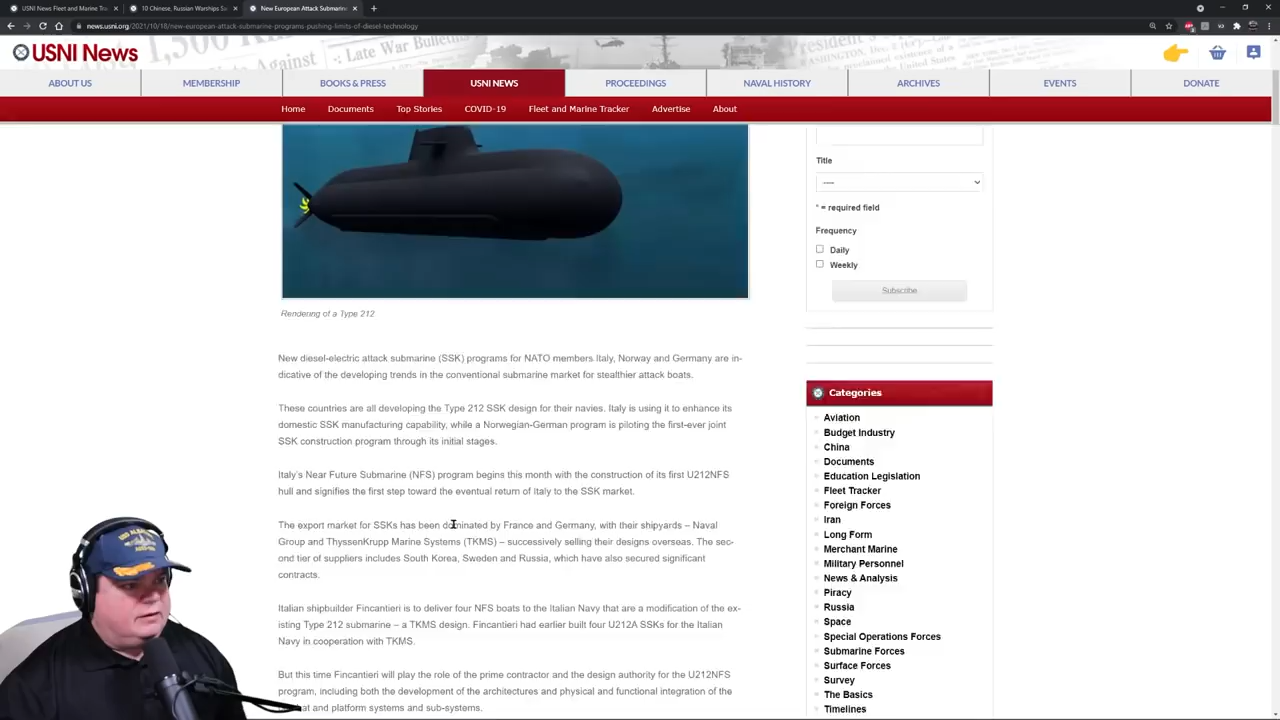 USNI News Fleet and Marine Tra
10 Chinese, Russian Warships Sa
New European Attack Submarine
news.usni.org/2021/10/18/new-european-attack-submarine-programs-pushing-limits-of-diesel-technology
USNI News
ABOUT US
MEMBERSHIP
BOOKS & PRESS
USNI NEWS
PROCEEDINGS
NAVAL HISTORY
ARCHIVES
EVENTS
DONATE
Home
Documents
Top Stories
COVID-19
Fleet and Marine Tracker
Advertise
About
Rendering of a Type 212
New diesel-electric attack submarine (SSK) programs for NATO members Italy, Norway and Germany are in-
dicative of the developing trends in the conventional submarine market for stealthier attack boats.
These countries are all developing the Type 212 SSK design for their navies. Italy is using it to enhance its
domestic SSK manufacturing capability, while a Norwegian-German program is piloting the first-ever joint
SSK construction program through its initial stages.
Italy's Near Future Submarine (NFS) program begins this month with the construction of its first U212NFS
hull and signifies the first step toward the eventual return of Italy to the SSK market.
The export market for SSKs has been dominated by France and Germany, with their shipyards – Naval
Group and ThyssenKrupp Marine Systems (TKMS) – successively selling their designs overseas. The sec-
ond tier of suppliers includes South Korea, Sweden and Russia, which have also secured significant
contracts.
Italian shipbuilder Fincantieri is to deliver four NFS boats to the Italian Navy that are a modification of the ex-
isting Type 212 submarine – a TKMS design. Fincantieri had earlier built four U212A SSKs for the Italian
Navy in cooperation with TKMS.
But this time Fincantieri will play the role of the prime contractor and the design authority for the U212NFS
program, including both the development of the architectures and physical and functional integration of the
and platform systems and sub-systems.
Title
----
* = required field
Frequency
Daily
Weekly
Subscribe
Categories
Aviation
Budget Industry
China
Documents
Education Legislation
Fleet Tracker
Foreign Forces
Iran
Long Form
Merchant Marine
Military Personnel
News & Analysis
Piracy
Russia
Space
Special Operations Forces
Submarine Forces
Surface Forces
Survey
The Basics
Timelines